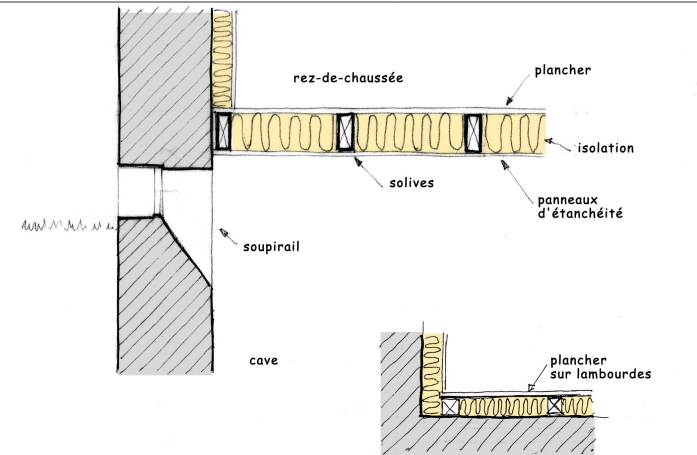 rez-de-chaussée
plancher
isolation
solives
panneaux
d'étanchéité
soupirail
cave
plancher
sur lambourdes